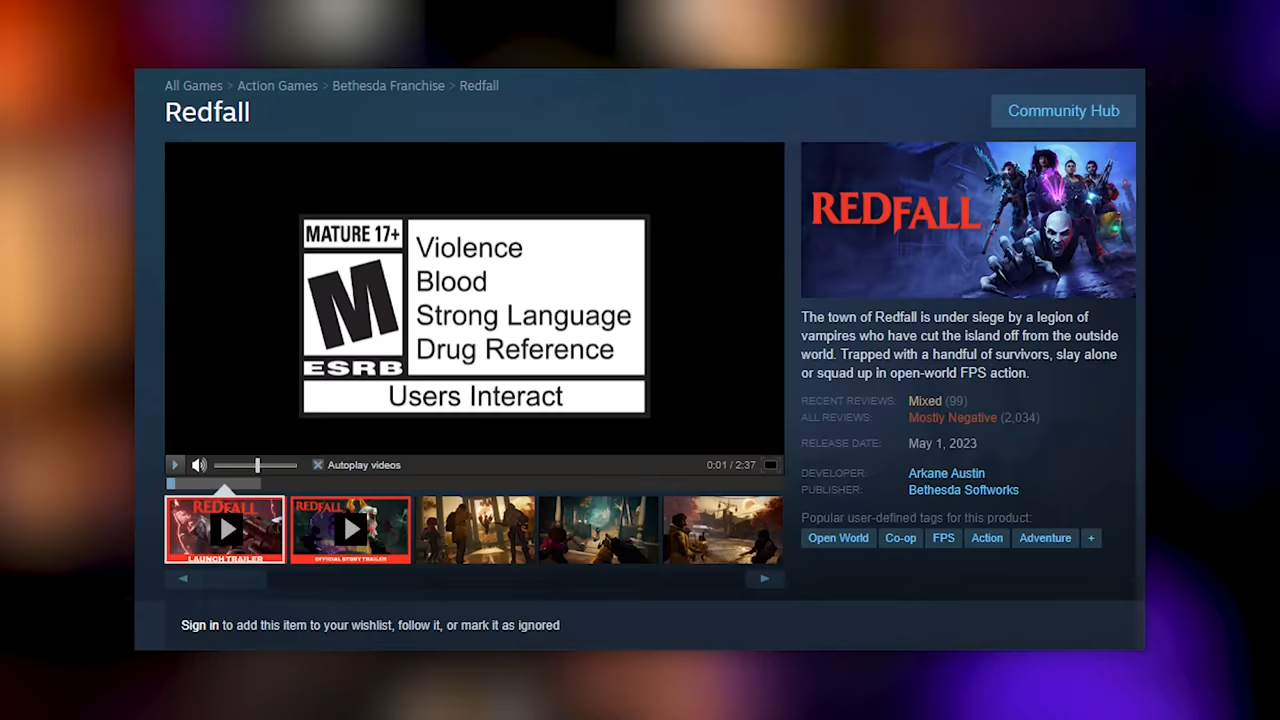 All Games > Action Games > Bethesda Franchise > Redfall
Redfall
Community Hub
MATURE 17+
M
ESRB
Violence
Blood
Strong Language
Drug Reference
Users Interact
REDFALL
The town of Redfall is under siege by a legion of
vampires who have cut the island off from the outside
world. Trapped with a handful of survivors, slay alone
or squad up in open-world FPS action.
RECENT REVIEWS: Mixed (99)
ALL REVIEWS: Mostly Negative (2,034)
RELEASE DATE: May 1, 2023
DEVELOPER: Arkane Austin
PUBLISHER: Bethesda Softworks
Popular user-defined tags for this product:
Open World Co-op FPS Action Adventure +
Autoplay videos
0:01 / 2:37
REDFALL
LAUNCH TRAILER
REDFALL
OFFICIAL STORY TRAILER
Sign in to add this item to your wishlist, follow it, or mark it as ignored